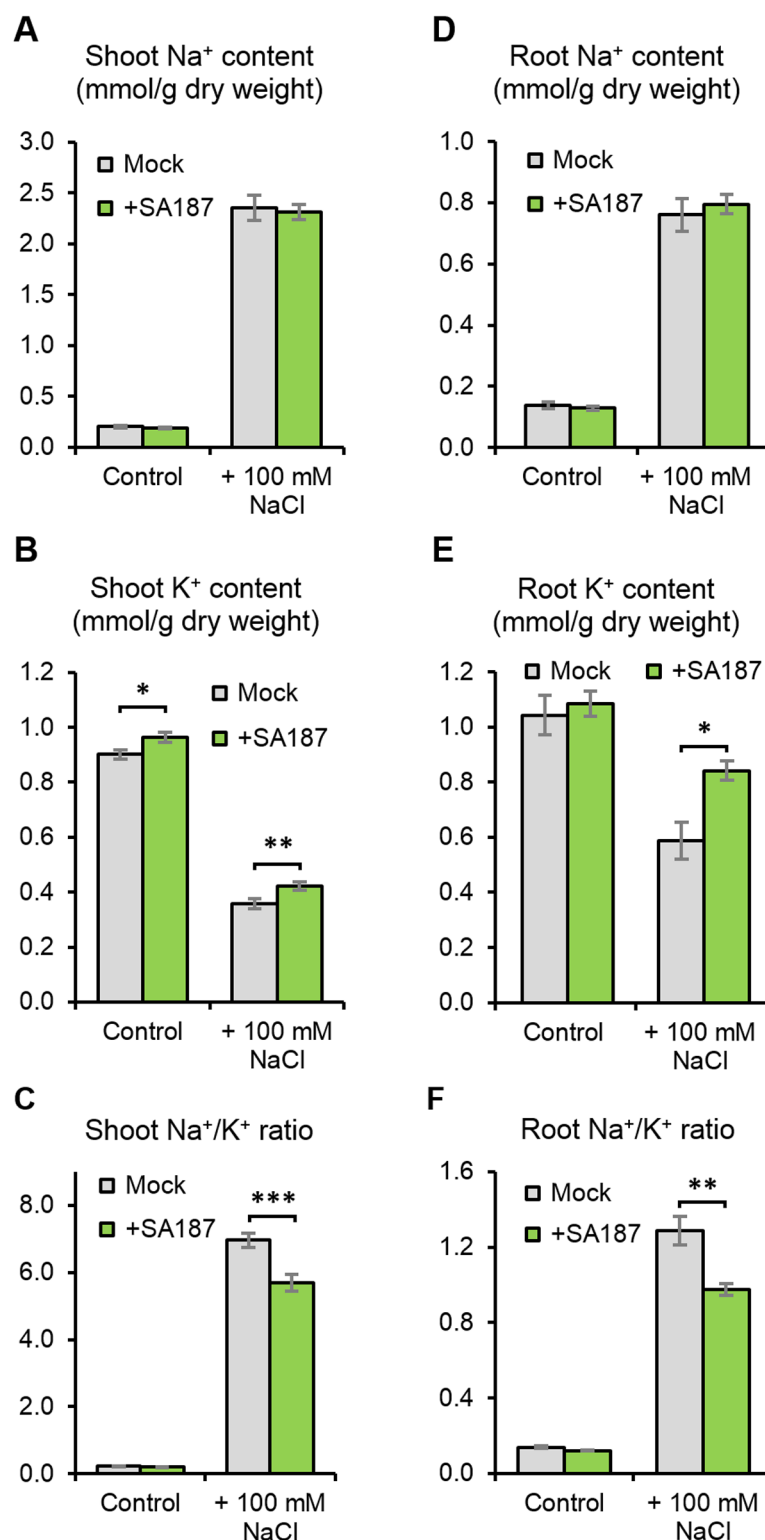 A
Shoot Na⁺ content
(mmol/g dry weight)
3.0
2.5
2.0
1.5
1.0
0.5
0.0
Mock
+SA187
Control
+ 100 mM
NaCl
D
Root Na⁺ content
(mmol/g dry weight)
1.0
0.8
0.6
0.4
0.2
0.0
Mock
+SA187
Control
+ 100 mM
NaCl
B
Shoot K⁺ content
(mmol/g dry weight)
1.2
1.0
0.8
0.6
0.4
0.2
0.0
*
**
Mock
+SA187
Control
+ 100 mM
NaCl
E
Root K⁺ content
(mmol/g dry weight)
1.2
1.0
0.8
0.6
0.4
0.2
0.0
Mock
+SA187
*
Control
+ 100 mM
NaCl
C
Shoot Na⁺/K⁺ ratio
8.0
6.0
4.0
2.0
0.0
Mock
+SA187
***
Control
+ 100 mM
NaCl
F
Root Na⁺/K⁺ ratio
1.6
1.2
0.8
0.4
0.0
Mock
+SA187
**
Control
+ 100 mM
NaCl